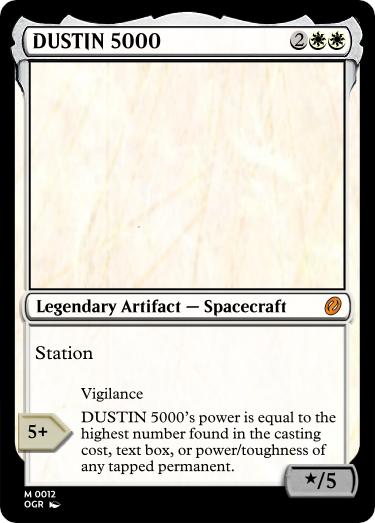 DUSTIN 5000 2
Legendary Artifact — Spacecraft
Station
Vigilance
5+
DUSTIN 5000's power is equal to the
highest number found in the casting
cost, text box, or power/toughness of
any tapped permanent.
★/5
M 0012
OGR